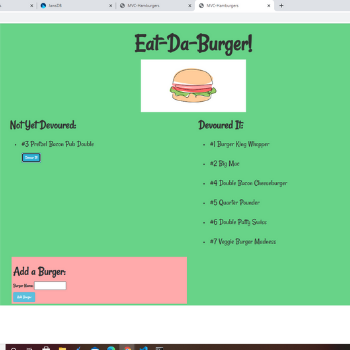 MVC-Hamburgers
MVC-Hamburgers
Eat-Da-Burger!
Not Yet Devoured:
#3 Pretzel Bacon Pub Double
Devour It!
Devoured It:
#1 Burger King Whopper
#2 Big Mac
#4 Double Bacon Cheeseburger
#5 Quarter Pounder
#6 Double Patty Swiss
#7 Veggie Burger Madness
Add a Burger:
Burger Name:
Add Burger